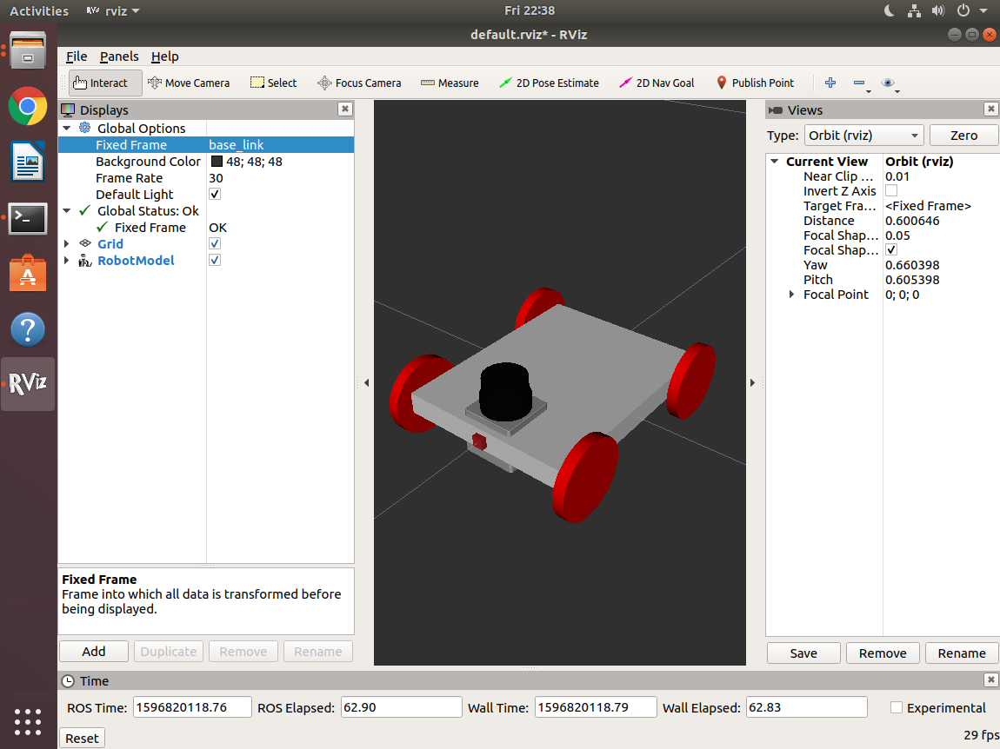 Activities
RViz rviz
Fri 22:38
default.rviz* - RViz
File Panels Help
Interact Move Camera Select Focus Camera Measure 2D Pose Estimate 2D Nav Goal Publish Point
Displays
Global Options
Fixed Frame base_link
Background Color 48; 48; 48
Frame Rate 30
Default Light
Global Status: Ok
Fixed Frame OK
Grid
RobotModel
Fixed Frame
Frame into which all data is transformed before
being displayed.
Add Duplicate Remove Rename
Views
Type: Orbit (rviz) Zero
Current View Orbit (rviz)
Near Clip ... 0.01
Invert Z Axis
Target Fra... <Fixed Frame>
Distance 0.600646
Focal Shap... 0.05
Focal Shap...
Yaw 0.660398
Pitch 0.605398
Focal Point 0; 0; 0
Save Remove Rename
RViz
Time
ROS Time: 1596820118.76 ROS Elapsed: 62.90 Wall Time: 1596820118.79 Wall Elapsed: 62.83 Experimental
Reset 29 fps